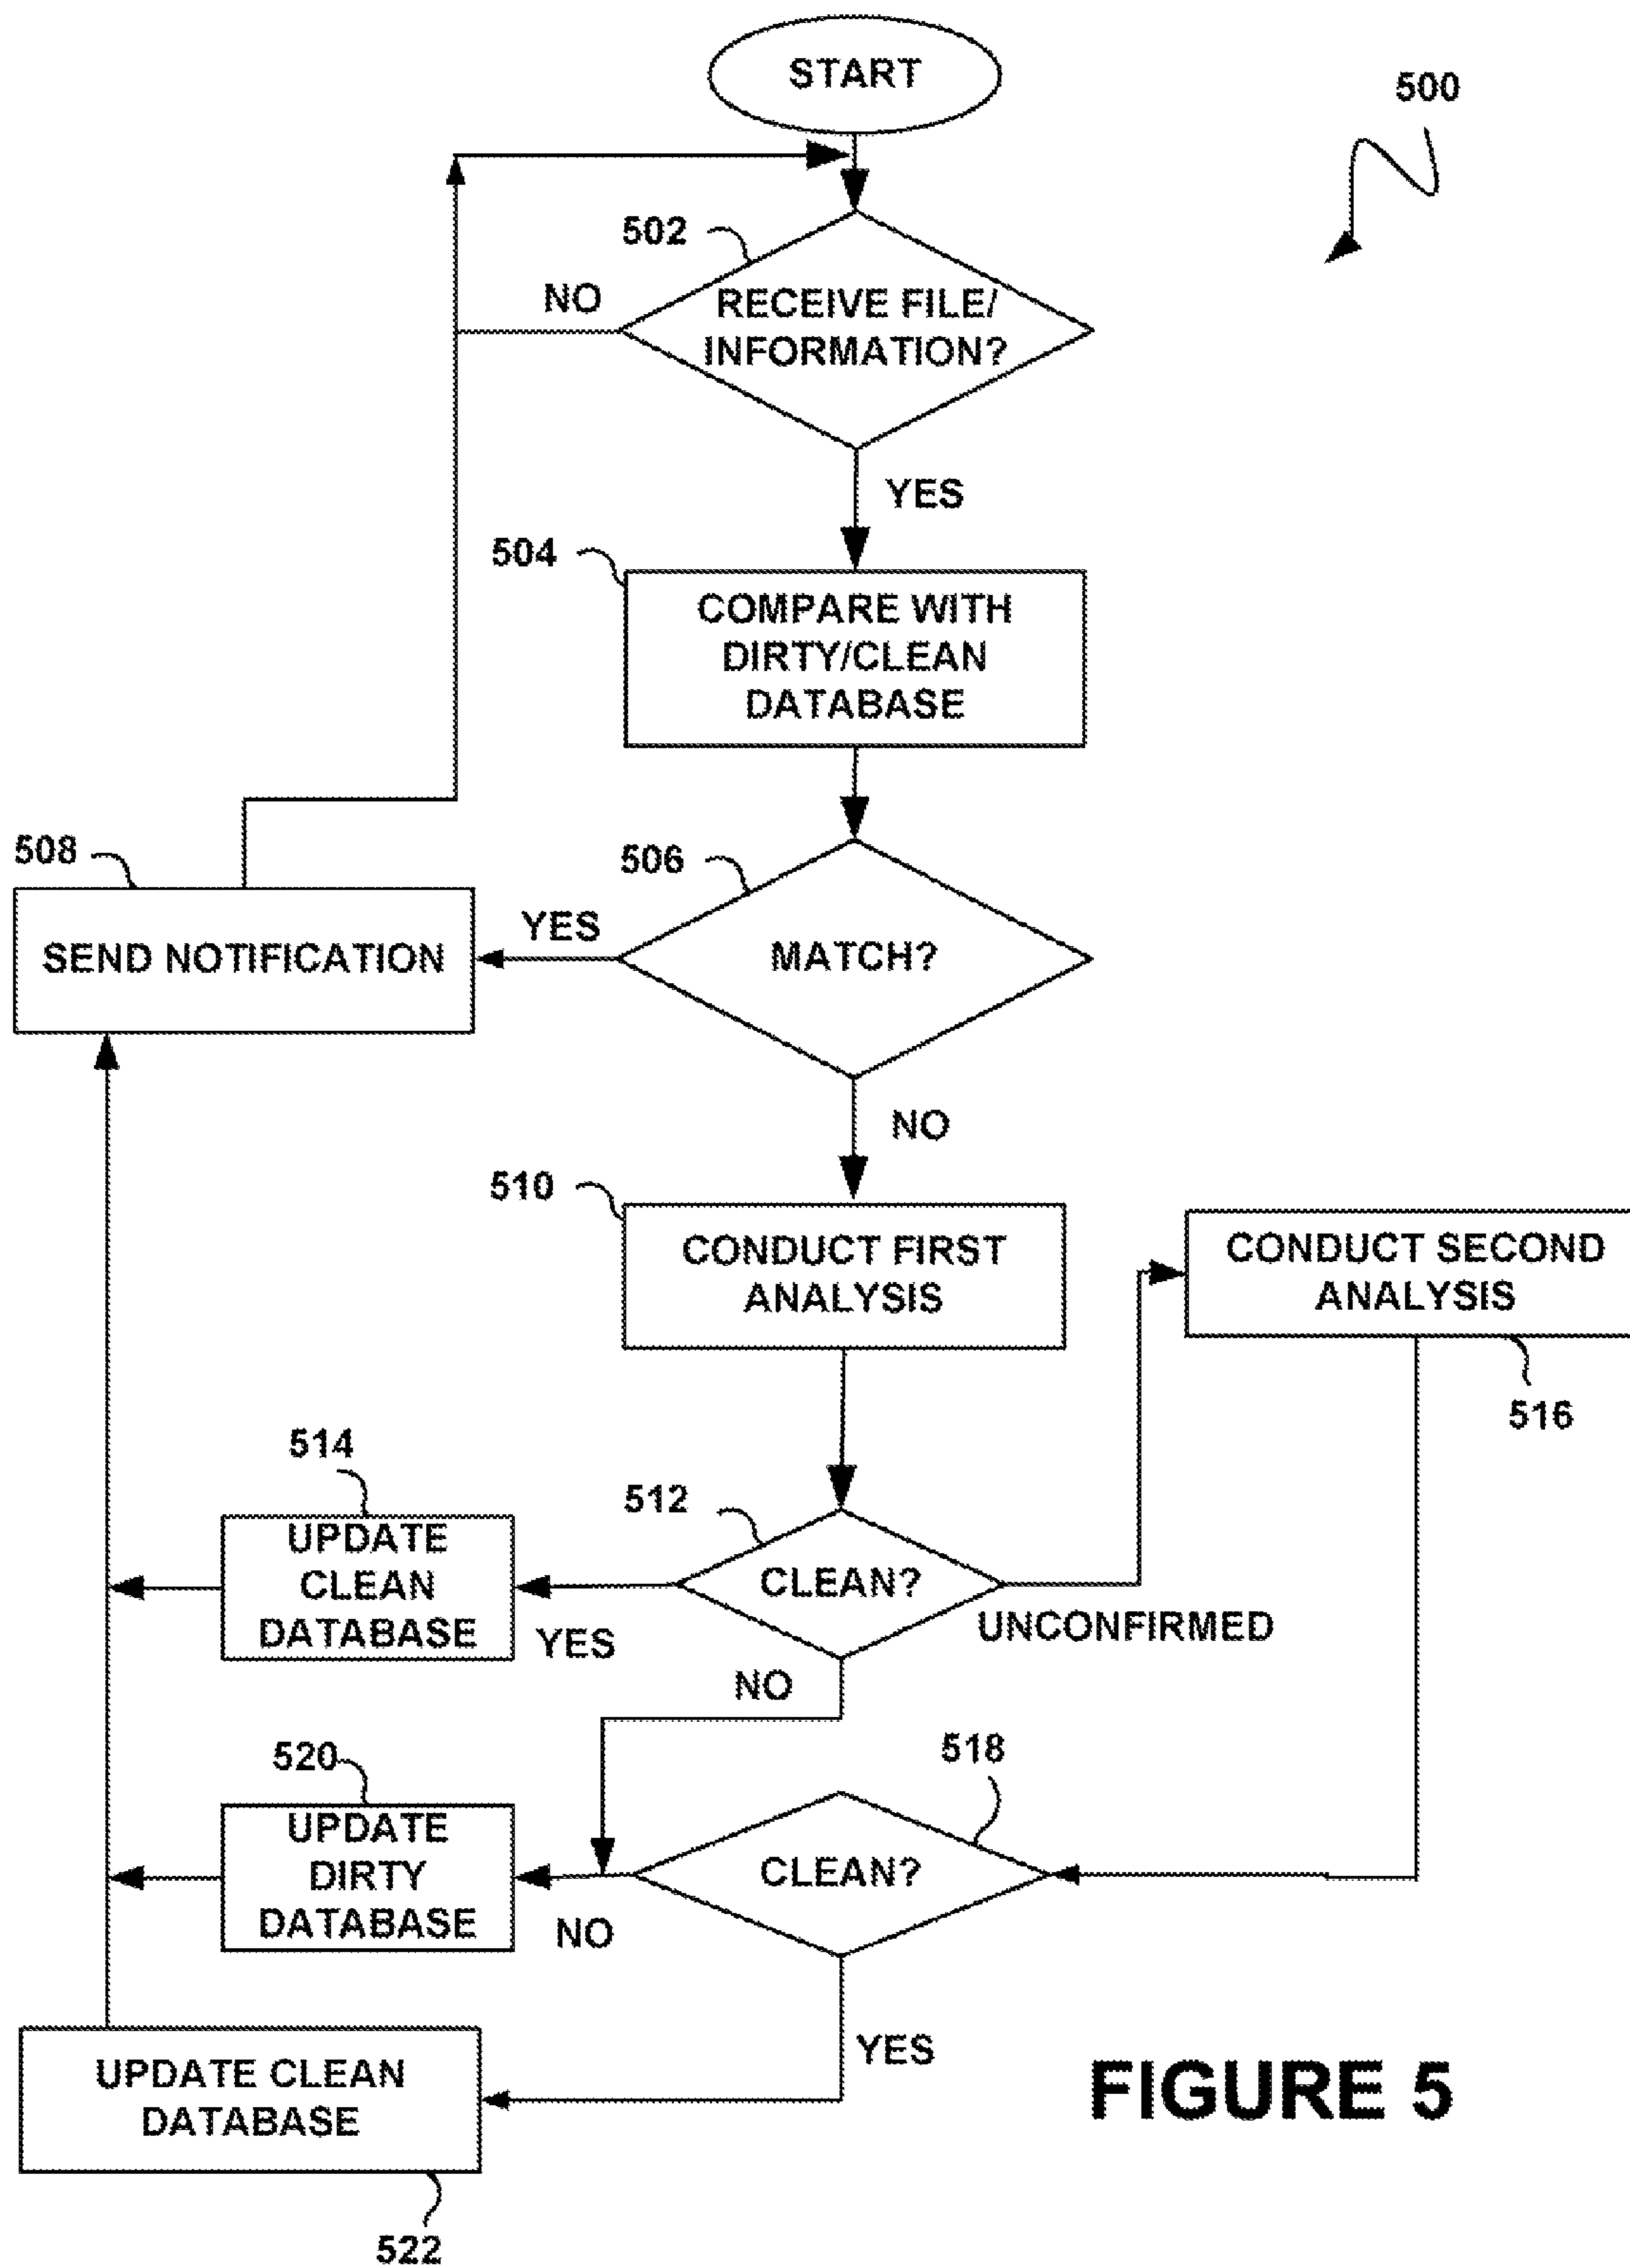 START
500
502
NO
RECEIVE FILE/
INFORMATION?
YES
504
COMPARE WITH
DIRTY/CLEAN
DATABASE
508
506
SEND NOTIFICATION
YES
MATCH?
NO
510
CONDUCT FIRST
ANALYSIS
CONDUCT SECOND
ANALYSIS
516
514
512
UPDATE
CLEAN
DATABASE
YES
CLEAN?
UNCONFIRMED
NO
520
518
UPDATE
DIRTY
DATABASE
NO
CLEAN?
YES
UPDATE CLEAN
DATABASE
522
FIGURE 5